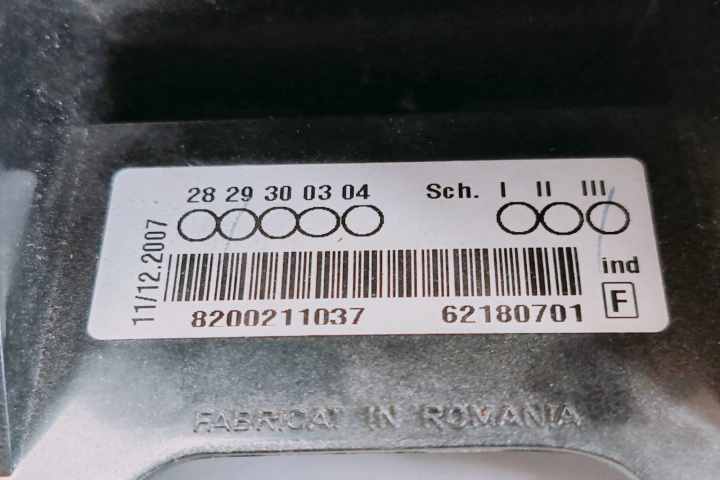 28 29 30 03 04 Sch. I II III
11/12.2007
ind
F
8200211037 62180701
FABRICAT IN ROMANIA